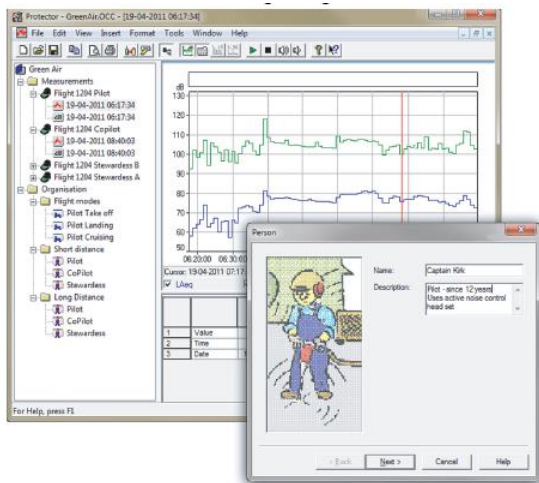 Protector - GreenAir.OCC - [19-04-2011 06:17:34]
File Edit View Insert Format Tools Window Help
Green Air
Measurements
Flight 1204 Pilot
19-04-2011 06:17:34
19-04-2011 06:17:34
Flight 1204 Copilot
19-04-2011 08:40:03
19-04-2011 08:40:03
Flight 1204 Stewardess B
Flight 1204 Stewardess A
Organisation
Flight modes
Pilot Take off
Pilot Landing
Pilot Cruising
Short distance
Pilot
CoPilot
Stewardess
Long Distance
Pilot
CoPilot
Stewardess
dB
130
120
110
100
90
80
70
60
50
06:20:00 06:30:00
Cursor: 19-04-2011 07:17
LAeq
1 Value
2 Time
3 Date
For Help, press F1
Person
Name: Captain Kirk
Description: Pilot - since 12 years
Uses active noise control
head set
< Back Next > Cancel Help